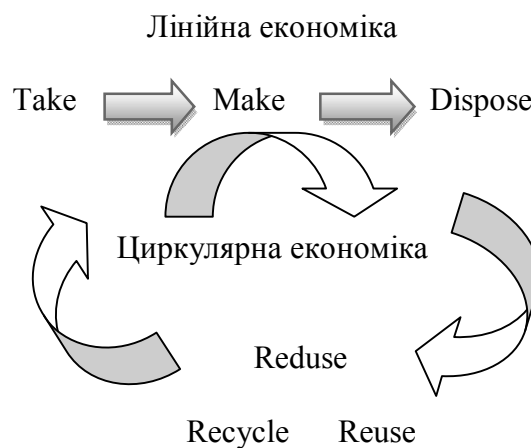 Лінійна економіка
Take Make Dispose
Циркулярна економіка
Reduse
Recycle Reuse